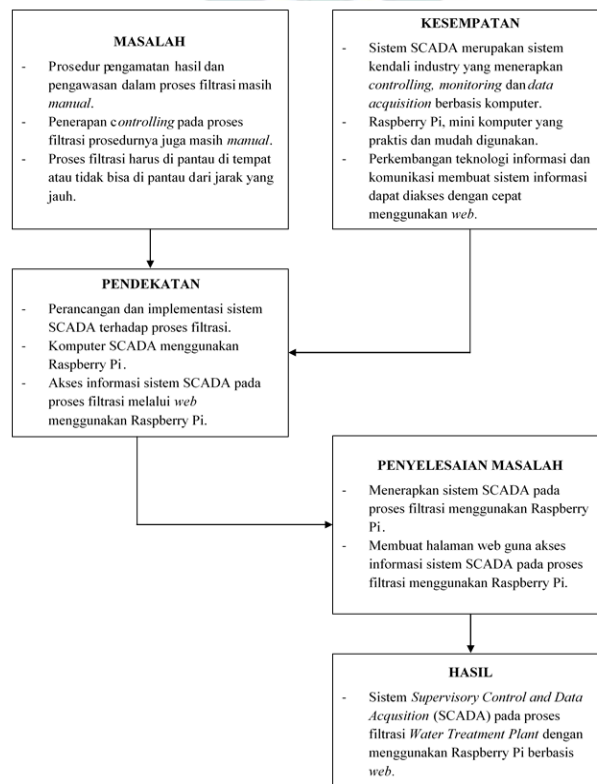 MASALAH
- Prosedur pengamatan hasil dan
pengawasan dalam proses filtrasi masih
manual.
- Penerapan controlling pada proses
filtrasi prosedurnya juga masih manual.
- Proses filtrasi harus di pantau di tempat
atau tidak bisa di pantau dari jarak yang
jauh.
KESEMPATAN
- Sistem SCADA merupakan sistem
kendali industry yang menerapkan
controlling, monitoring dan data
acquisition berbasis komputer.
- Raspberry Pi, mini komputer yang
praktis dan mudah digunakan.
- Perkembangan teknologi informasi dan
komunikasi membuat sistem informasi
dapat diakses dengan cepat
menggunakan web.
PENDEKATAN
- Perancangan dan implementasi sistem
SCADA terhadap proses filtrasi.
- Komputer SCADA menggunakan
Raspberry Pi.
- Akses informasi sistem SCADA pada
proses filtrasi melalui web
menggunakan Raspberry Pi.
PENYELESAIAN MASALAH
- Menerapkan sistem SCADA pada
proses filtrasi menggunakan Raspberry
Pi.
- Membuat halaman web guna akses
informasi sistem SCADA pada proses
filtrasi menggunakan Raspberry Pi.
HASIL
- Sistem Supervisory Control and Data
Acqusition (SCADA) pada proses
filtrasi Water Treatment Plant dengan
menggunakan Raspberry Pi berbasis
web.